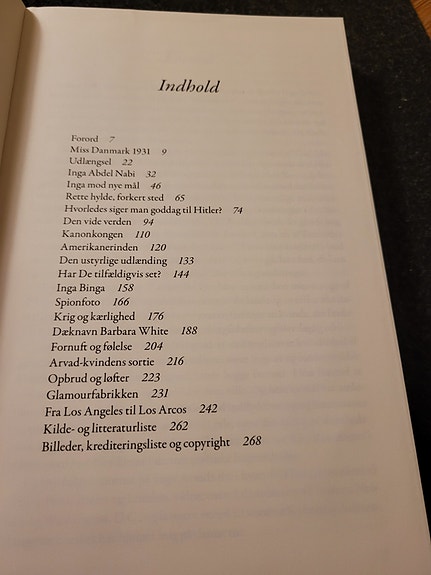 Indhold
Forord 7
Miss Danmark 1931 9
Udlængsel 22
Inga Abdel Nabi 32
Inga mod nye mål 46
Rette hylde, forkert sted 65
Hvorledes siger man goddag til Hitler? 74
Den vide verden 94
Kanonkongen 110
Amerikanerinden 120
Den ustyrlige udlænding 133
Har De tilfældigvis set? 144
Inga Binga 158
Spionfoto 166
Krig og kærlighed 176
Dæknavn Barbara White 188
Fornuft og følelse 204
Arvad-kvindens sortie 216
Opbrud og løfter 223
Glamourfabrikken 231
Fra Los Angeles til Los Arcos 242
Kilde- og litteraturliste 262
Billeder, krediteringsliste og copyright 268